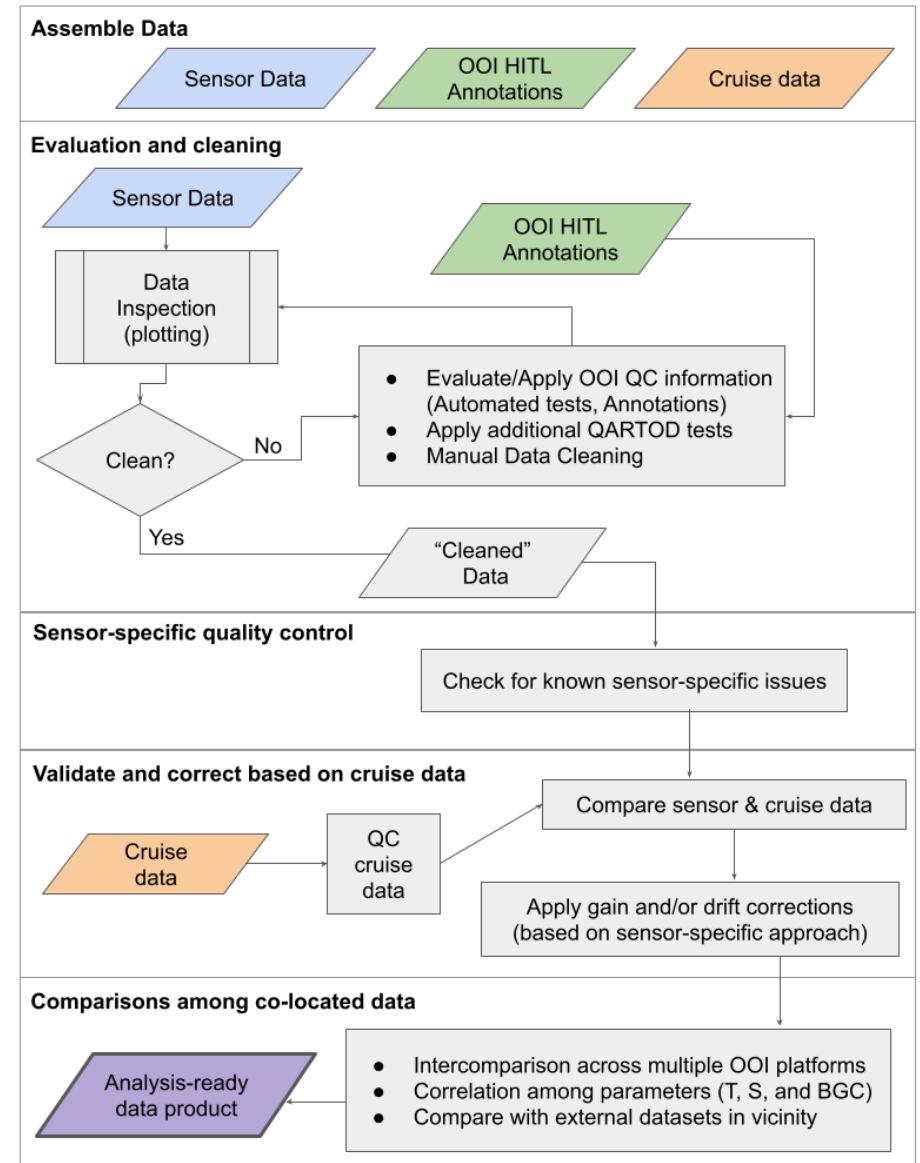 Assemble Data
Sensor Data
OOI HITL
Annotations
Cruise data
Evaluation and cleaning
Sensor Data
OOI HITL
Annotations
Data
Inspection
(plotting)
● Evaluate/Apply OOI QC information
(Automated tests, Annotations)
● Apply additional QARTOD tests
● Manual Data Cleaning
Clean?
No
Yes
“Cleaned”
Data
Sensor-specific quality control
Check for known sensor-specific issues
Validate and correct based on cruise data
Compare sensor & cruise data
Cruise
data
QC
cruise
data
Apply gain and/or drift corrections
(based on sensor-specific approach)
Comparisons among co-located data
● Intercomparison across multiple OOI platforms
● Correlation among parameters (T, S, and BGC)
● Compare with external datasets in vicinity
Analysis-ready
data product